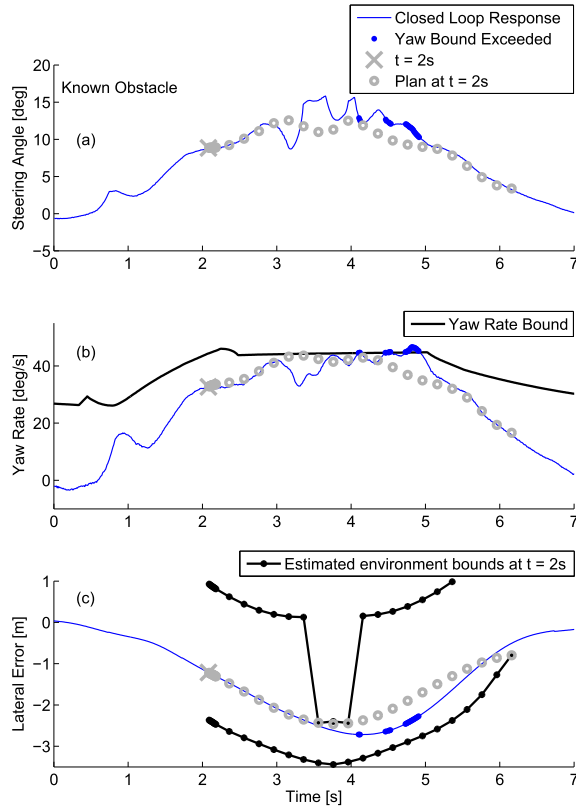 Closed Loop Response
Yaw Bound Exceeded
t = 2s
Plan at t = 2s
Known Obstacle
(a)
Steering Angle [deg]
20
15
10
5
0
−5
0 1 2 3 4 5 6 7
Yaw Rate Bound
(b)
Yaw Rate [deg/s]
40
20
0
0 1 2 3 4 5 6 7
Estimated environment bounds at t = 2s
(c)
Lateral Error [m]
1
0
−1
−2
−3
0 1 2 3 4 5 6 7
Time [s]